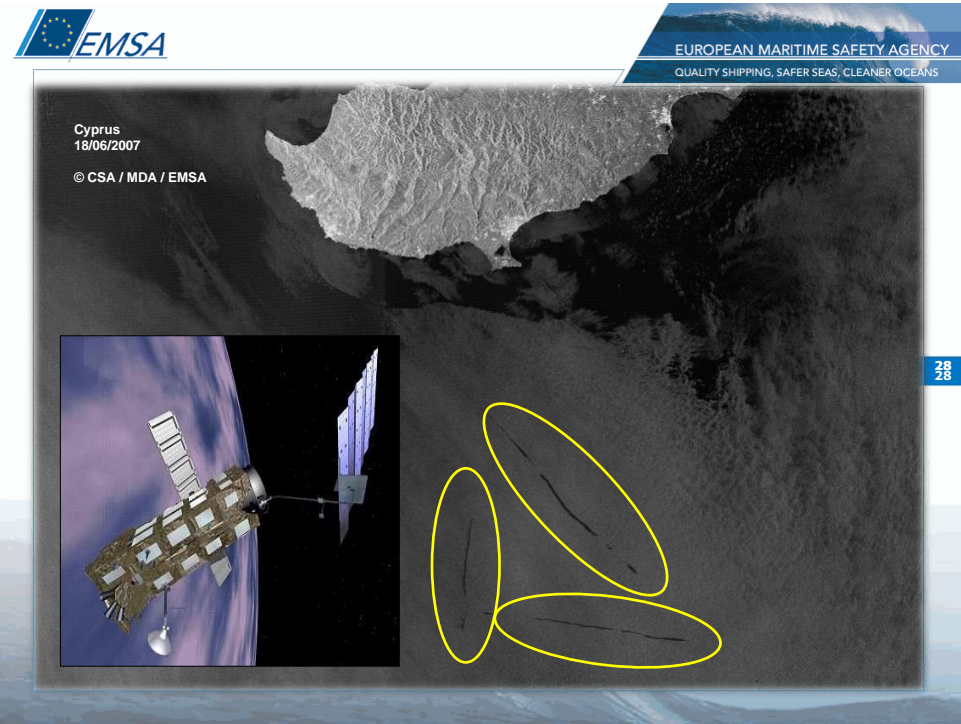 EMSA
EUROPEAN MARITIME SAFETY AGENCY
QUALITY SHIPPING, SAFER SEAS, CLEANER OCEANS
Cyprus
18/06/2007
© CSA / MDA / EMSA
28
28